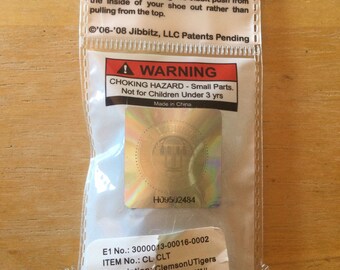 the inside of your shoe out rather than
pulling from the top.
©'06-'08 Jibbitz, LLC Patents Pending
WARNING
CHOKING HAZARD - Small Parts.
Not for Children Under 3 yrs
Made in China
E1 No.: 3000013-00016-0002
ITEM No.: CL CLT
ClemsonUTigers